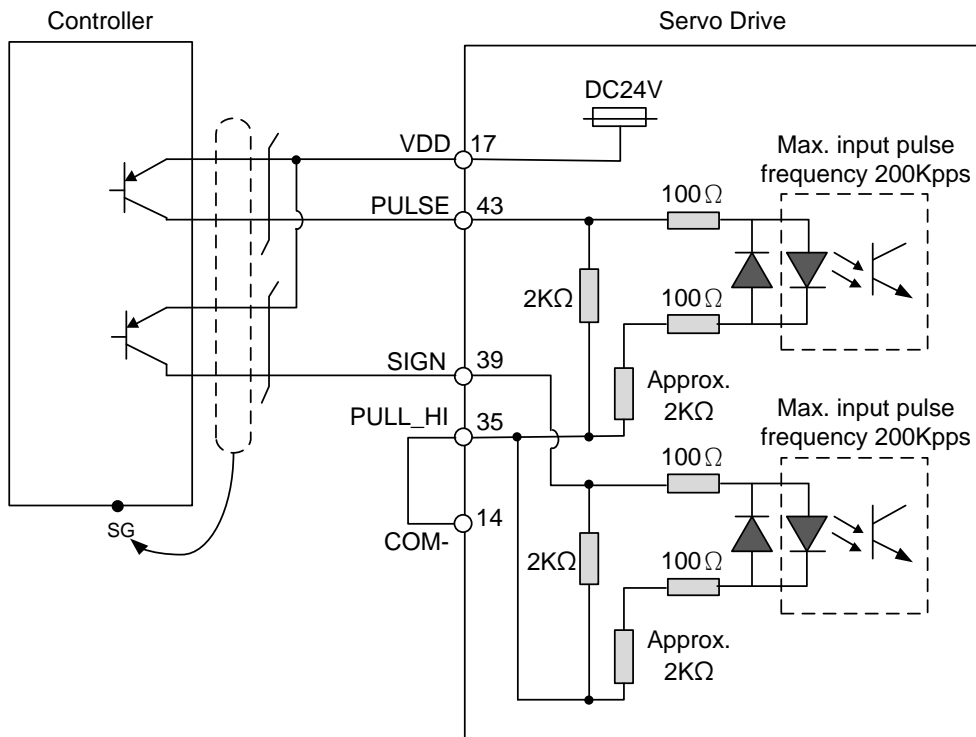 Controller
Servo Drive
DC24V
VDD
17
Max. input pulse
frequency 200Kpps
PULSE
43
100Ω
2KΩ
100Ω
SIGN
39
Approx.
2KΩ
PULL_HI
35
Max. input pulse
frequency 200Kpps
100Ω
SG
14
COM-
2KΩ
100Ω
Approx.
2KΩ